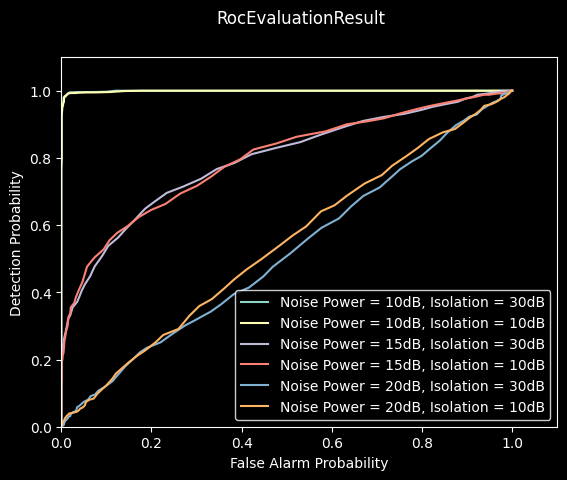 RocEvaluationResult
Detection Probability
1.0
0.8
0.6
0.4
0.2
0.0
0.0 0.2 0.4 0.6 0.8 1.0
False Alarm Probability
Noise Power = 10dB, Isolation = 30dB
Noise Power = 10dB, Isolation = 10dB
Noise Power = 15dB, Isolation = 30dB
Noise Power = 15dB, Isolation = 10dB
Noise Power = 20dB, Isolation = 30dB
Noise Power = 20dB, Isolation = 10dB